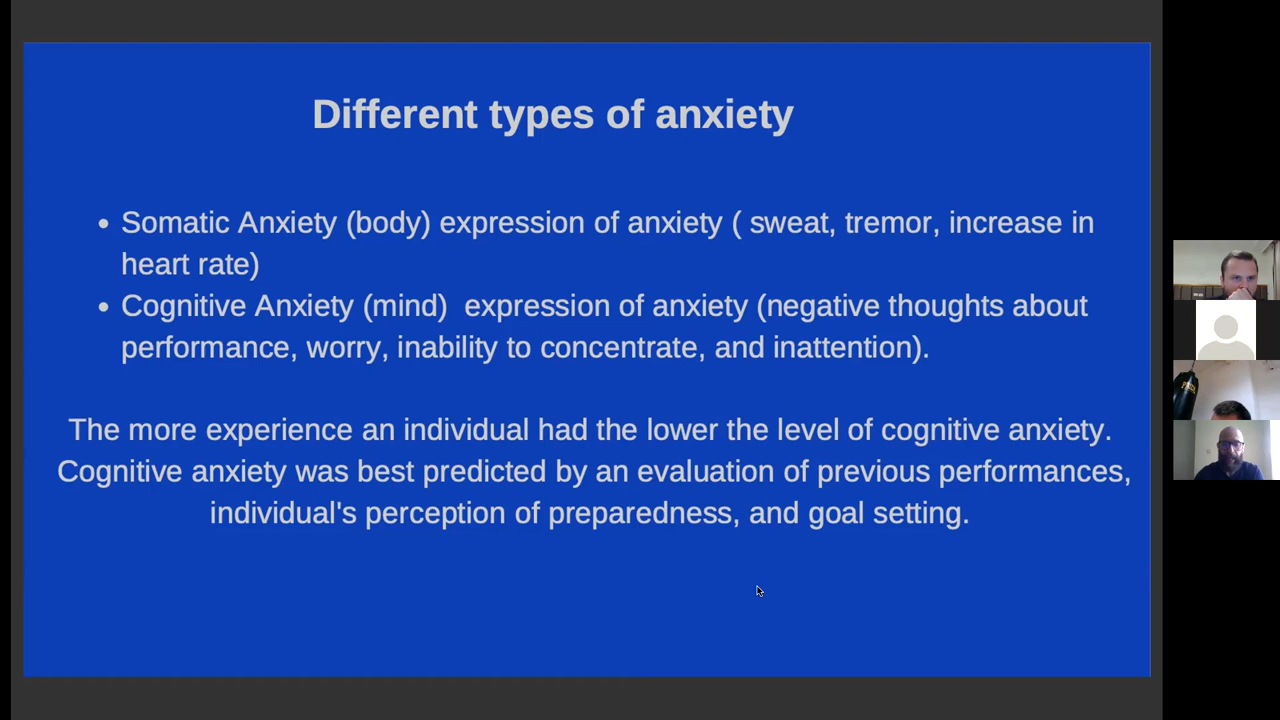 Different types of anxiety
• Somatic Anxiety (body) expression of anxiety ( sweat, tremor, increase in
heart rate)
• Cognitive Anxiety (mind)  expression of anxiety (negative thoughts about
performance, worry, inability to concentrate, and inattention).
The more experience an individual had the lower the level of cognitive anxiety.
Cognitive anxiety was best predicted by an evaluation of previous performances,
individual's perception of preparedness, and goal setting.